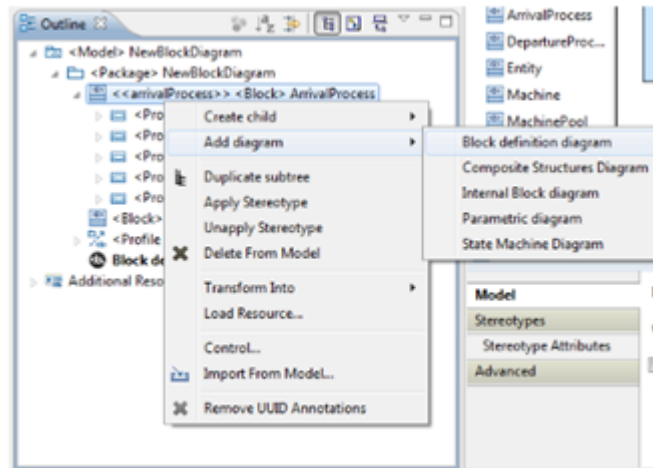 Outline
<Model> NewBlockDiagram
<Package> NewBlockDiagram
<<arrivalProcess>> <Block> ArrivalProcess
<Pro
<Pro
<Pro
<Pro
<Pro
<Block>
<Profile
Block de
Additional Reso
Create child
Add diagram
Duplicate subtree
Apply Stereotype
Unapply Stereotype
Delete From Model
Transform Into
Load Resource...
Control...
Import From Model...
Remove UUID Annotations
ArrivalProcess
DepartureProc...
Entity
Machine
MachinePool
Block definition diagram
Composite Structures Diagram
Internal Block diagram
Parametric diagram
State Machine Diagram
Model
Stereotypes
Stereotype Attributes
Advanced